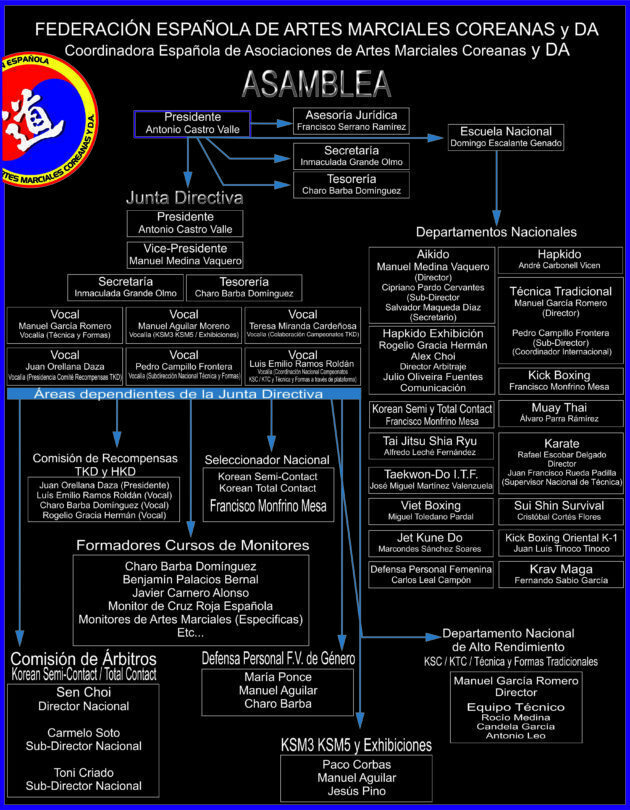 FEDERACIÓN ESPAÑOLA DE ARTES MARCIALES COREANAS y DA
Coordinadora Española de Asociaciones de Artes Marciales Coreanas y DA
ASAMBLEA
ESPAÑOLA
道
ARTES MARCIALES COREANAS Y D.A.
Presidente
Antonio Castro Valle
Asesoría Jurídica
Francisco Serrano Ramírez
Secretaría
Inmaculada Grande Olmo
Tesorería
Charo Barba Domínguez
Escuela Nacional
Domingo Escalante Genado
Junta Directiva
Presidente
Antonio Castro Valle
Vice-Presidente
Manuel Medina Vaquero
Secretaría
Inmaculada Grande Olmo
Tesorería
Charo Barba Domínguez
Vocal
Manuel García Romero
Vocalía (Técnica y Formas)
Vocal
Manuel Aguilar Moreno
Vocalía (KSM3 KSM5 / Exhibiciones)
Vocal
Teresa Miranda Cardeñosa
Vocalía (Colaboración Campeonatos TKD)
Vocal
Juan Orellana Daza
Vocalía (Presidencia Comité Recompensas TKD)
Vocal
Pedro Campillo Frontera
Vocalía (Subdirección Nacional Técnica y Formas)
Vocal
Luis Emilio Ramos Roldán
Vocalía (Coordinación Nacional Campeonatos
KSC / KTC y Técnica y Formas a través de plataforma)
Áreas dependientes de la Junta Directiva
Comisión de Recompensas
TKD y HKD
Juan Orellana Daza (Presidente)
Luís Emilio Ramos Roldán (Vocal)
Charo Barba Domínguez (Vocal)
Rogelio Gracia Hermán (Vocal)
Seleccionador Nacional
Korean Semi-Contact
Korean Total Contact
Francisco Monfrino Mesa
Formadores Cursos de Monitores
Charo Barba Domínguez
Benjamín Palacios Bernal
Javier Carnero Alonso
Monitor de Cruz Roja Española
Monitores de Artes Marciales (Especificas)
Etc...
Comisión de Árbitros
Korean Semi-Contact / Total Contact
Sen Choi
Director Nacional
Carmelo Soto
Sub-Director Nacional
Toni Criado
Sub-Director Nacional
Defensa Personal F.V. de Género
María Ponce
Manuel Aguilar
Charo Barba
KSM3 KSM5 y Exhibiciones
Paco Corbas
Manuel Aguilar
Jesús Pino
Departamentos Nacionales
Aikido
Manuel Medina Vaquero
(Director)
Cipriano Pardo Cervantes
(Sub-Director
Salvador Maqueda Diaz
(Secretario)
Hapkido Exhibición
Rogelio Gracia Hermán
Alex Choi
Director Arbitraje
Julio Oliveira Fuentes
Comunicación
Korean Semi y Total Contact
Francisco Monfrino Mesa
Tai Jitsu Shia Ryu
Alfredo Leché Fernández
Taekwon-Do I.T.F.
José Miguel Martínez Valenzuela
Viet Boxing
Miguel Toledano Pardal
Jet Kune Do
Marcondes Sánchez Soares
Defensa Personal Femenina
Carlos Leal Campón
Hapkido
André Carbonell Vicen
Técnica Tradicional
Manuel García Romero
(Director)
Pedro Campillo Frontera
(Sub-Director)
(Coordinador Internacional)
Kick Boxing
Francisco Monfrino Mesa
Muay Thai
Álvaro Parra Rámirez
Karate
Rafael Escobar Delgado
Director
Juan Francisco Rueda Padilla
(Supervisor Nacional de Técnica)
Sui Shin Survival
Cristóbal Cortés Flores
Kick Boxing Oriental K-1
Juan Luis Tinoco Tinoco
Krav Maga
Fernando Sabio García
Departamento Nacional
de Alto Rendimiento
KSC / KTC / Técnica y Formas Tradicionales
Manuel García Romero
Director
Equipo Técnico
Rocío Medina
Candela García
Antonio Leo